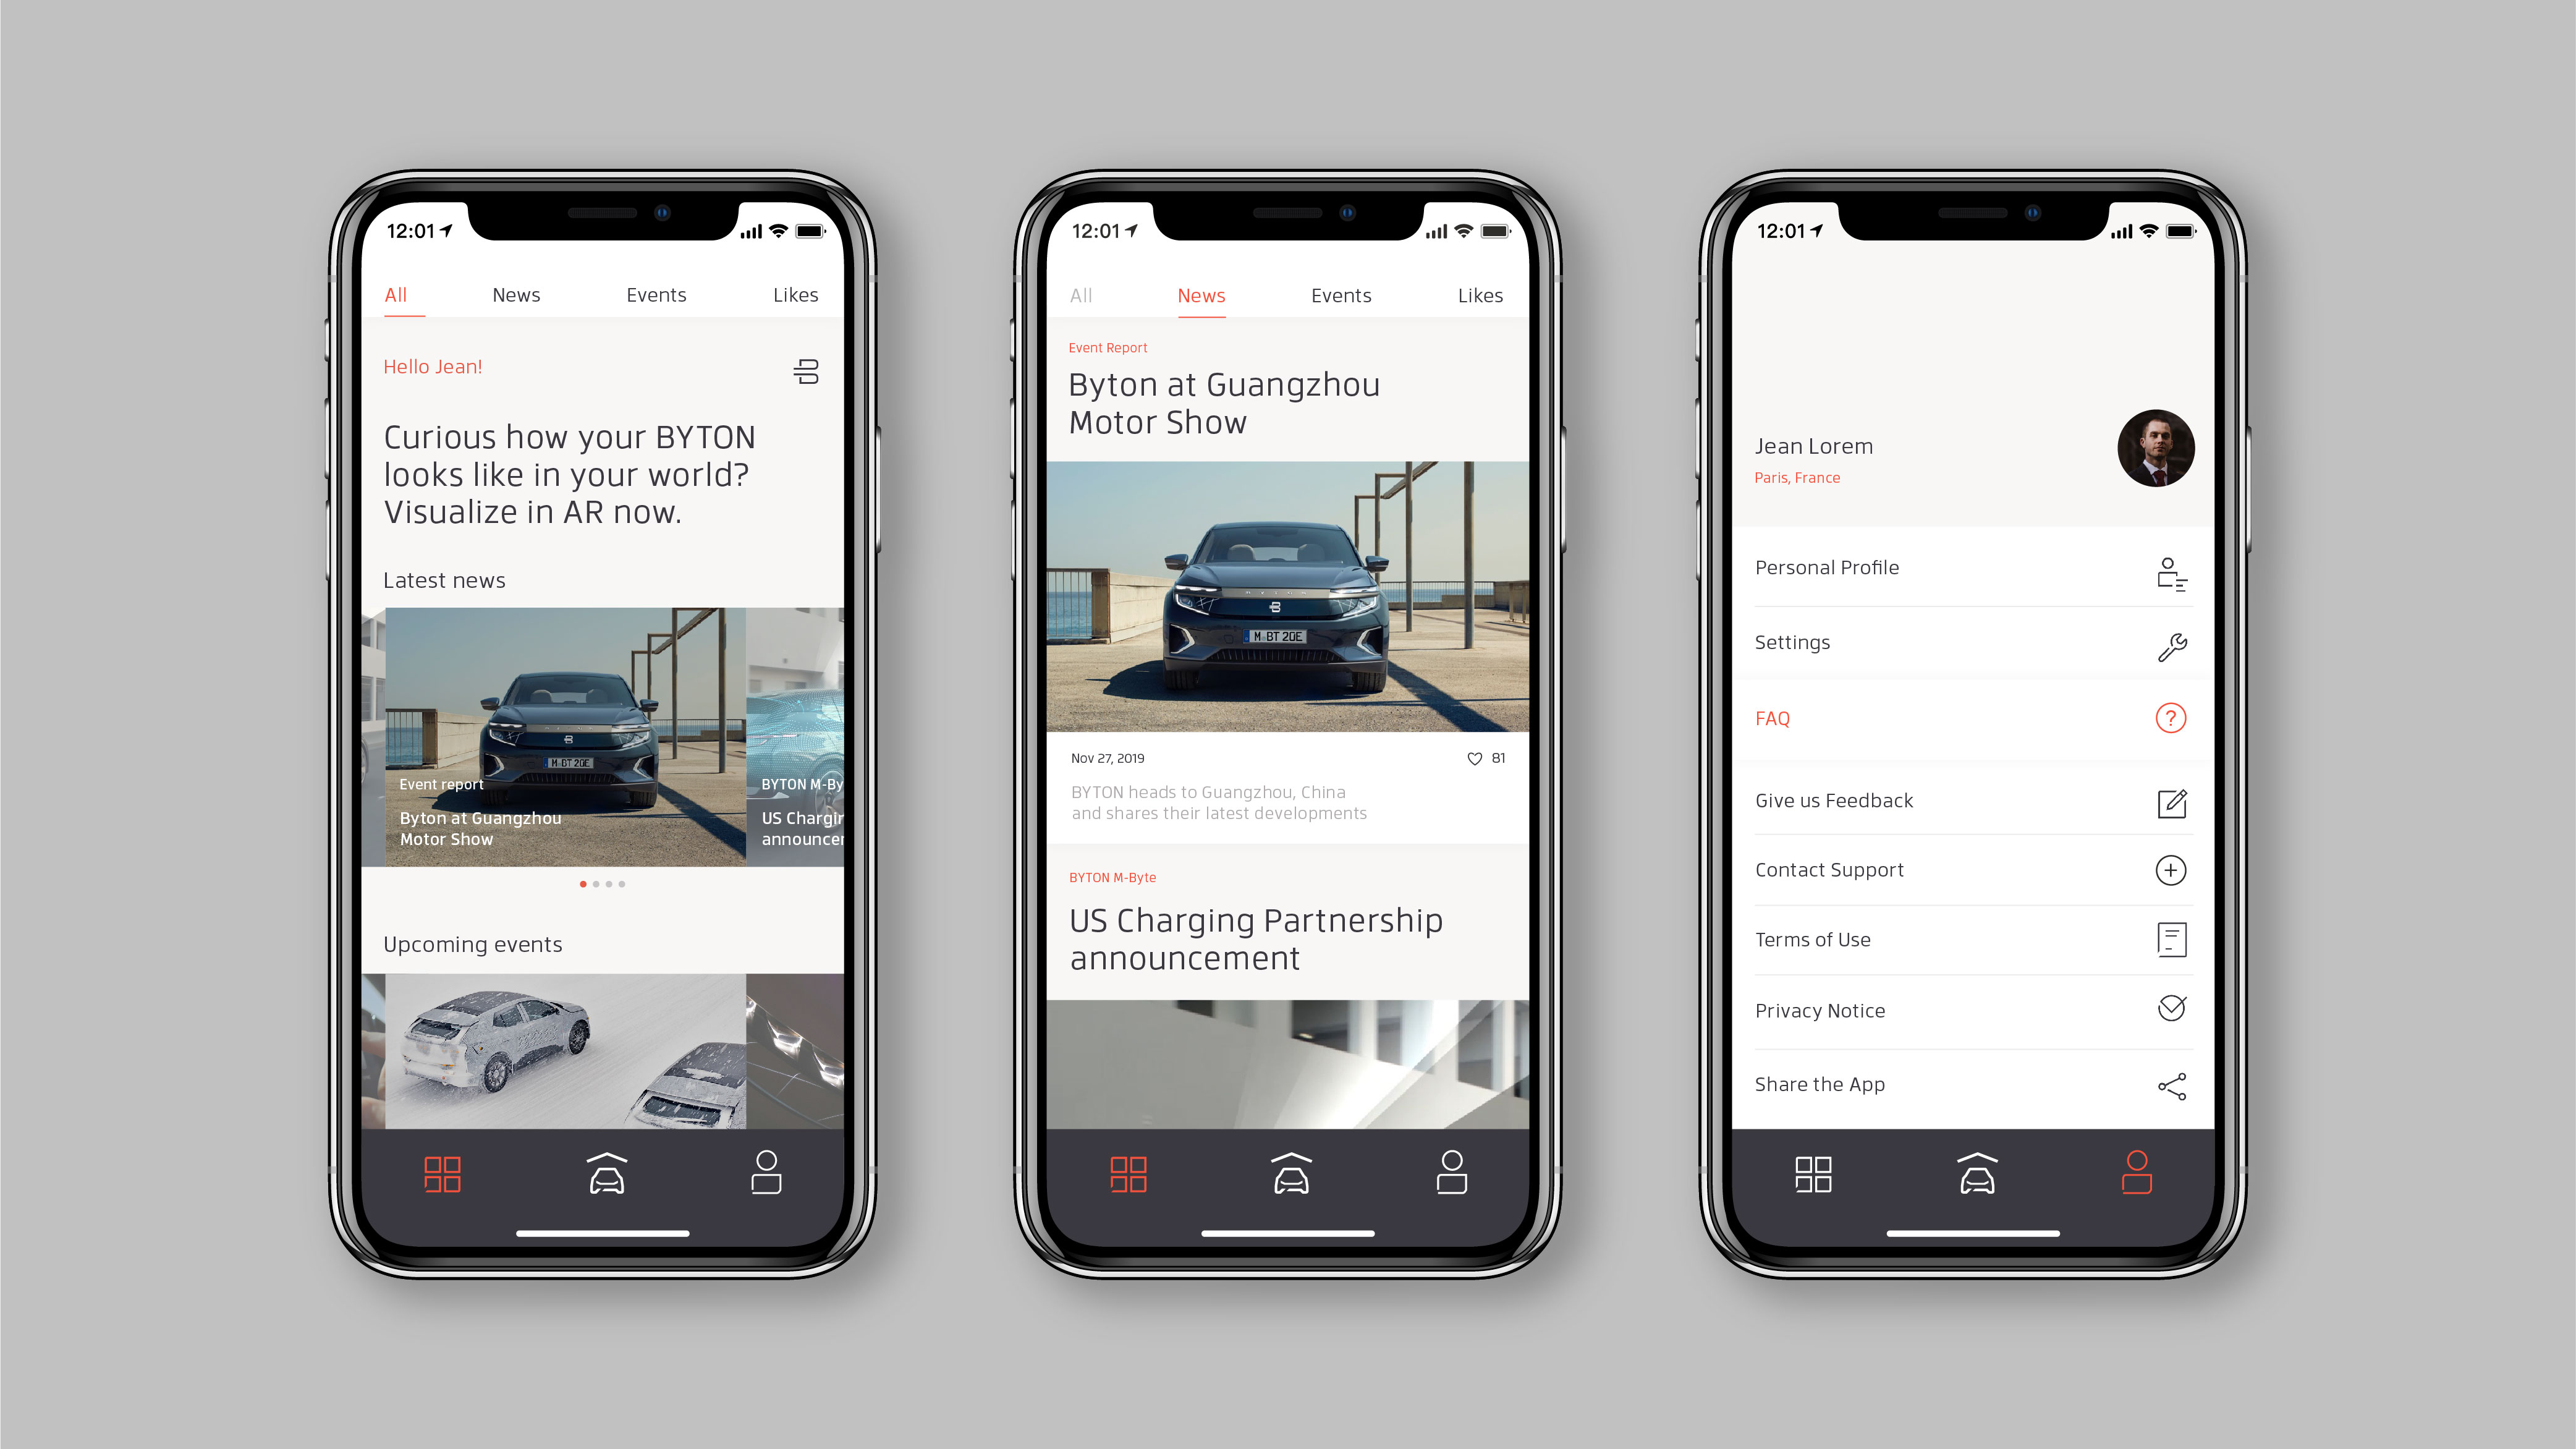 12:01
All News Events Likes
Hello Jean!
Curious how your BYTON
looks like in your world?
Visualize in AR now.
Latest news
M BT 20E
Event report
Byton at Guangzhou
Motor Show
BYTON M-By
US Chargin
announcer
Upcoming events
12:01
All News Events Likes
Event Report
Byton at Guangzhou
Motor Show
BYTON
M BT 20E
Nov 27, 2019
81
BYTON heads to Guangzhou, China
and shares their latest developments
BYTON M-Byte
US Charging Partnership
announcement
12:01
Jean Lorem
Paris, France
Personal Profile
Settings
FAQ
?
Give us Feedback
Contact Support
Terms of Use
Privacy Notice
Share the App